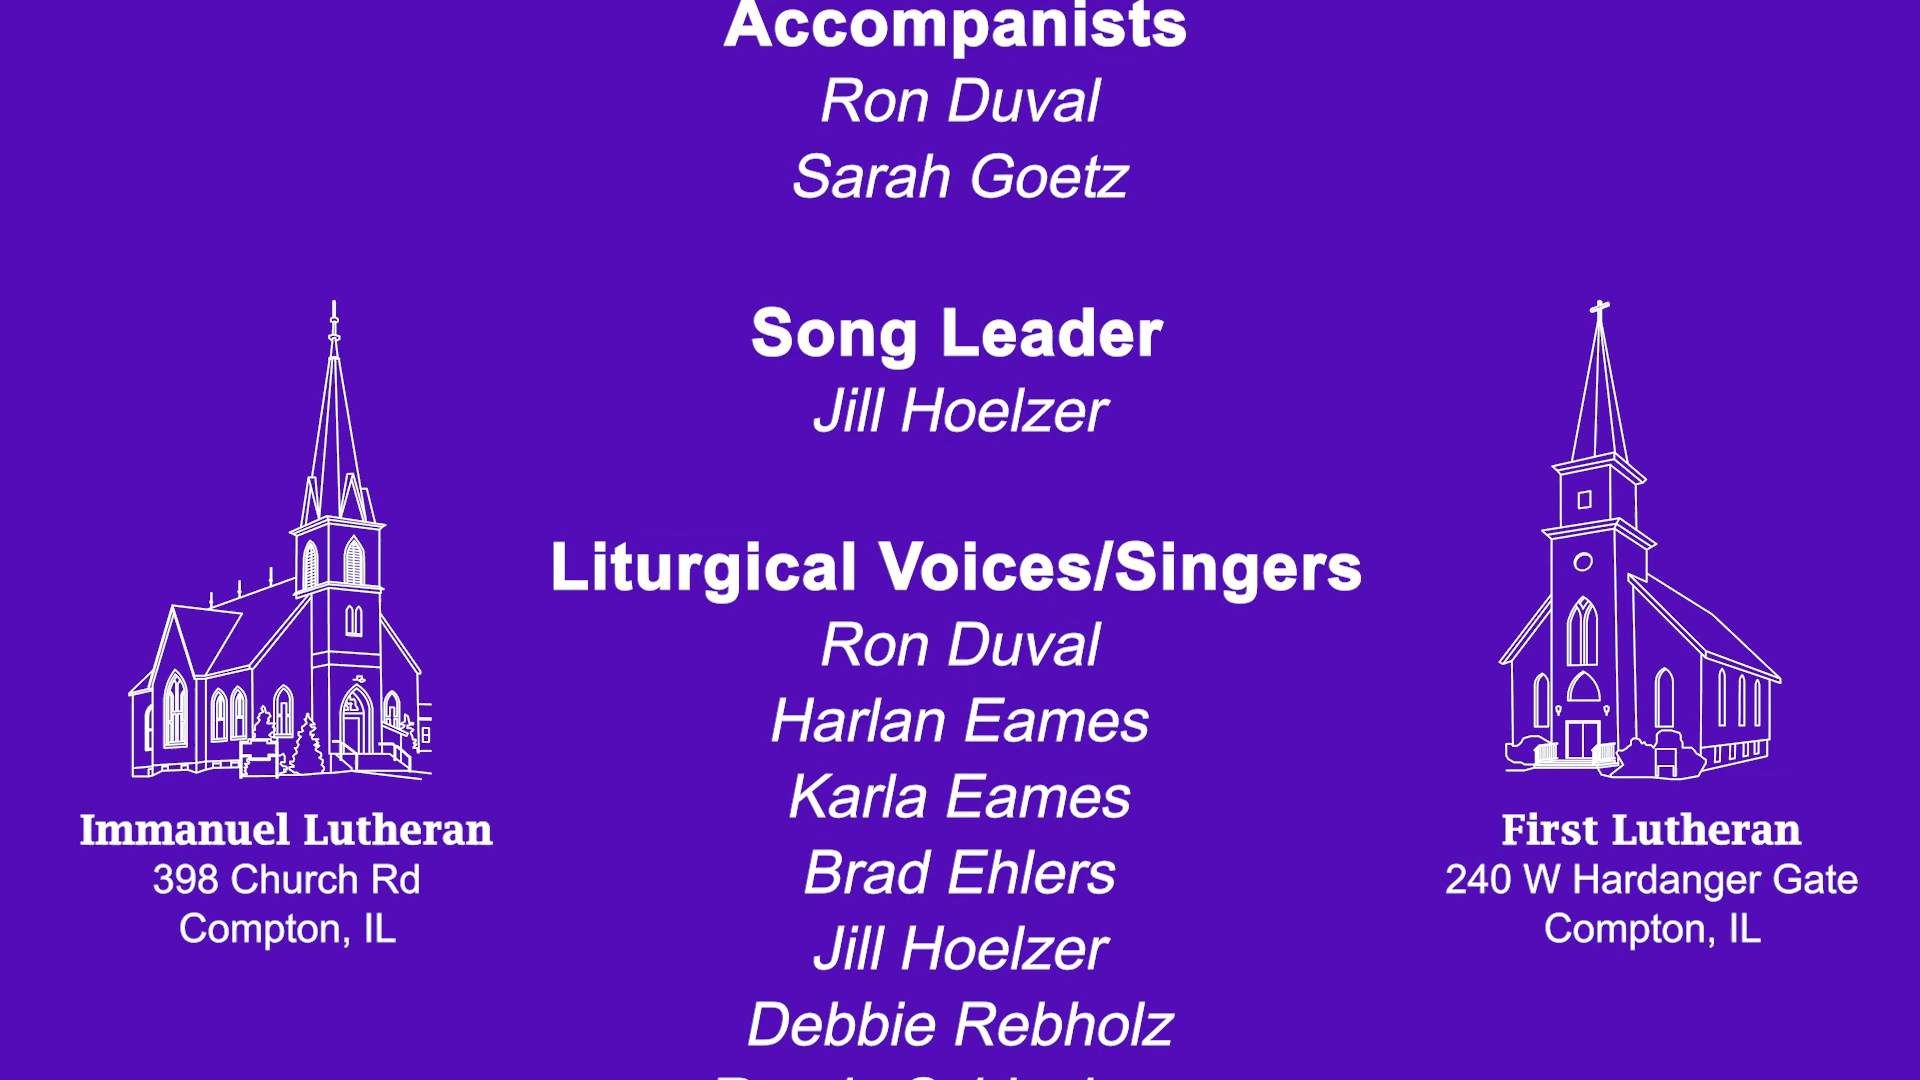 Accompanists
Ron Duval
Sarah Goetz
Song Leader
Jill Hoelzer
Liturgical Voices/Singers
Ron Duval
Harlan Eames
Karla Eames
Brad Ehlers
Jill Hoelzer
Debbie Rebholz
Immanuel Lutheran
398 Church Rd
Compton, IL
First Lutheran
240 W Hardanger Gate
Compton, IL